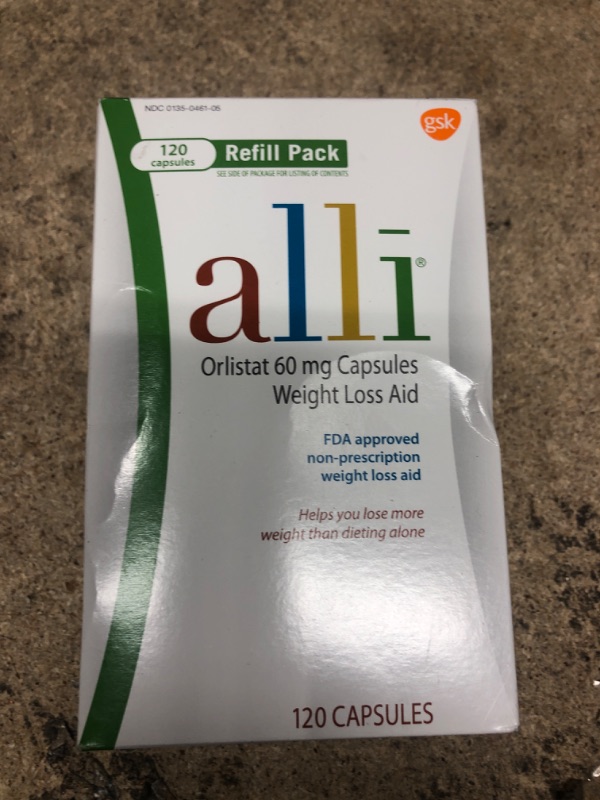 NDC 0135-0461-05
gsk
120
capsules
Refill Pack
SEE SIDE OF PACKAGE FOR LISTING OF CONTENTS
allī®
Orlistat 60 mg Capsules
Weight Loss Aid
FDA approved
non-prescription
weight loss aid
Helps you lose more
weight than dieting alone
120 CAPSULES